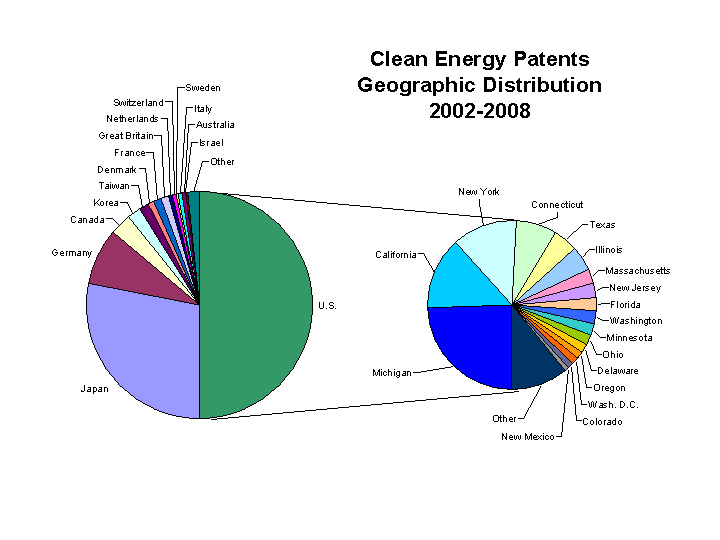 Clean Energy Patents
Geographic Distribution
2002-2008
Sweden
Switzerland
Italy
Netherlands
Australia
Great Britain
Israel
France
Other
Denmark
Taiwan
Korea
Canada
Germany
U.S.
Japan
New York
Connecticut
Texas
California
Illinois
Massachusetts
New Jersey
Florida
Washington
Minnesota
Ohio
Michigan
Delaware
Oregon
Wash. D.C.
Other
Colorado
New Mexico